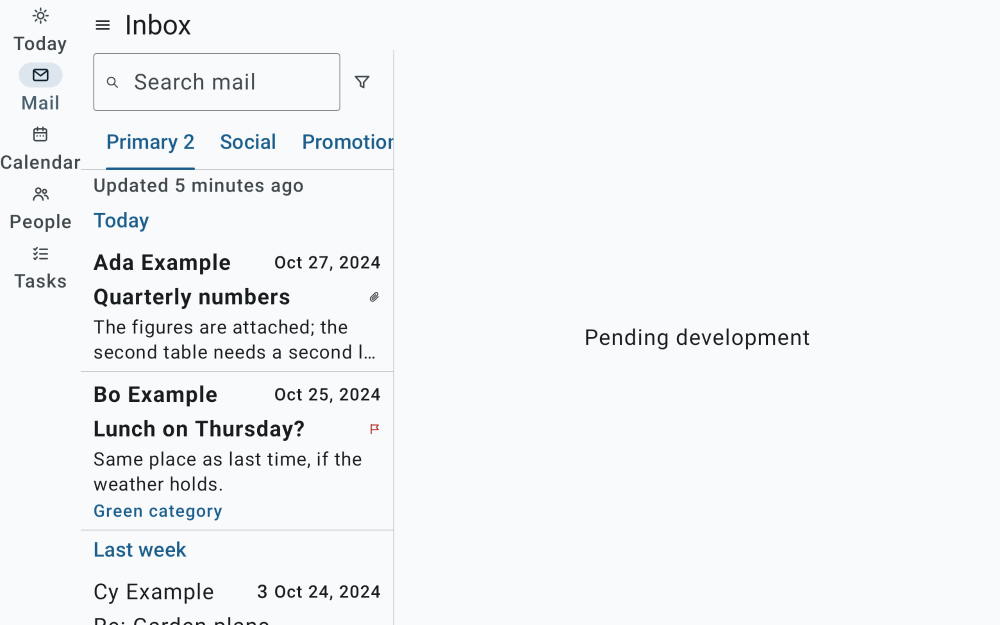 Today
Mail
Calendar
People
Tasks
Inbox
Search mail
Primary 2 Social Promotion
Updated 5 minutes ago
Today
Ada Example Oct 27, 2024
Quarterly numbers
The figures are attached; the
second table needs a second l…
Bo Example Oct 25, 2024
Lunch on Thursday?
Same place as last time, if the
weather holds.
Green category
Last week
Cy Example 3 Oct 24, 2024
Re: Garden plans
Pending development